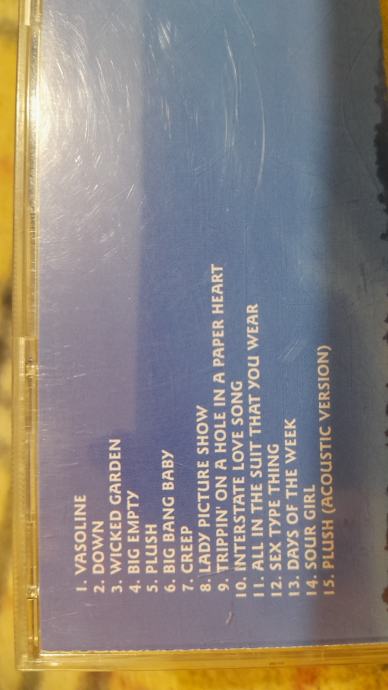 1. VASOLINE
2. DOWN
3. WICKED GARDEN
4. BIG EMPTY
5. PLUSH
6. BIG BANG BABY
7. CREEP
8. LADY PICTURE SHOW
9. TRIPPIN' ON A HOLE IN A PAPER HEART
10. INTERSTATE LOVE SONG
11. ALL IN THE SUIT THAT YOU WEAR
12. SEX TYPE THING
13. DAYS OF THE WEEK
14. SOUR GIRL
15. PLUSH (ACOUSTIC VERSION)